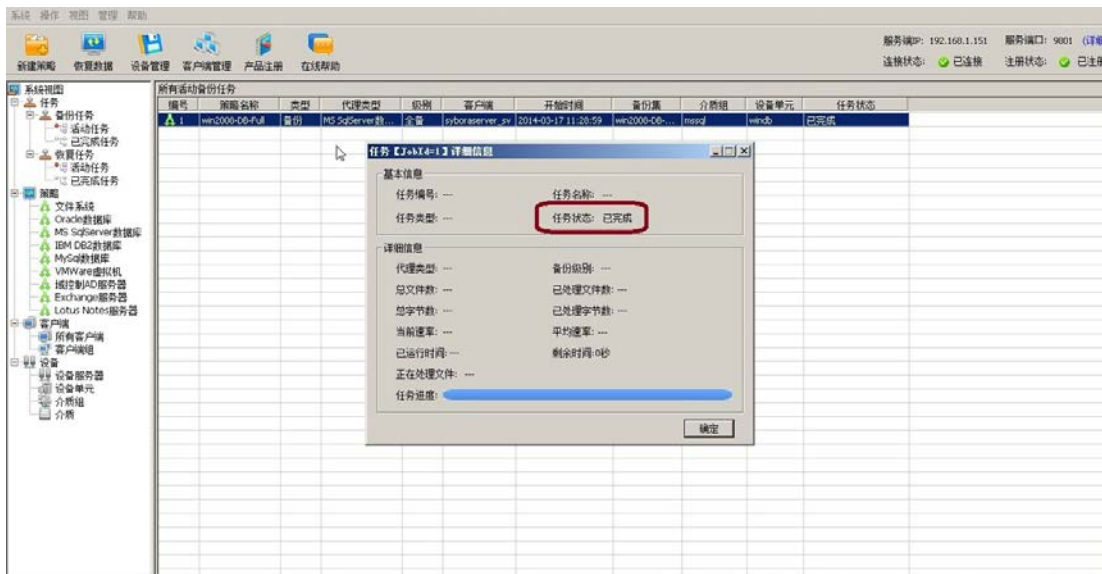 系统 操作 视图 管理 帮助
新建策略 恢复数据 设备管理 客户端管理 产品注册 在线帮助
服务端IP: 192.168.1.151 服务端口: 9001
连接状态: 已连接 注册状态: 已注册
系统视图
任务
备份任务
活动任务
已完成任务
恢复任务
活动任务
已完成任务
策略
文件系统
Oracle数据库
MS SqlServer数据库
IBM DB2数据库
MySql数据库
VMWare虚拟机
域控制AD服务器
Exchange服务器
Lotus Notes服务器
客户端
所有客户端
客户端组
设备
设备服务器
设备单元
介质组
介质
所有活动备份任务
编号 策略名称 类型 代理类型 级别 客户端 开始时间 备份集 介质组 设备单元 任务状态
1 win2008-DB-Full 备份 MS SqlServer数... 全备 syboraserver_sv 2014-03-17 11:28:59 win2008-DB-... mssql windb 已完成
任务【JobId=1】详细信息
基本信息
任务编号: --- 任务名称: ---
任务类型: --- 任务状态: 已完成
详细信息
代理类型: --- 备份级别: ---
总文件数: --- 已处理文件数: ---
总字节数: --- 已处理字节数: ---
当前速率: --- 平均速率: ---
已运行时间: --- 剩余时间:0秒
正在处理文件: ---
任务进度:
确定